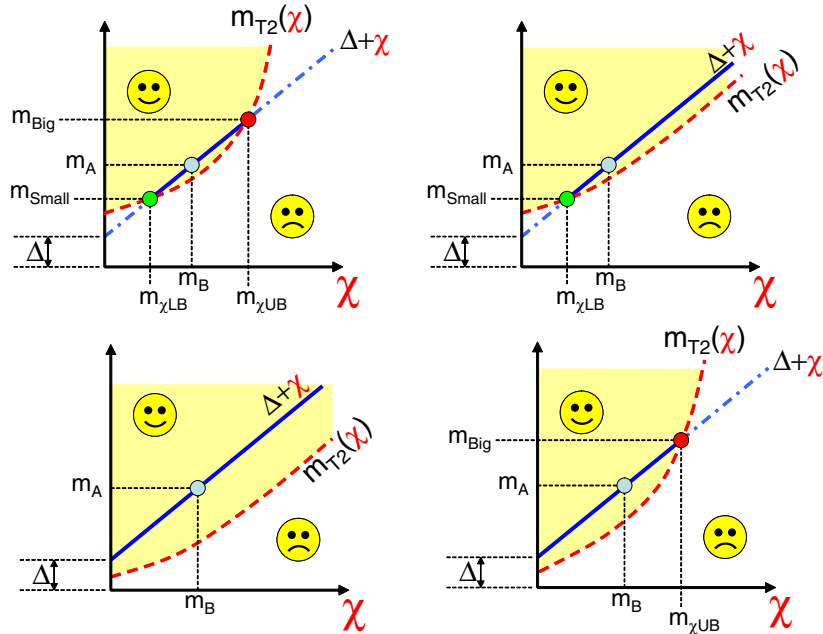 m_T2(χ)
Δ+χ
m_Big
m_A
m_Small
Δ
m_B
m_χLB
m_χUB
χ
Δ+χ
m_T2(χ)
m_A
m_Small
Δ
m_B
m_χLB
χ
Δ+χ
m_T2(χ)
m_A
Δ
m_B
χ
m_T2(χ)
Δ+χ
m_Big
m_A
Δ
m_B
m_χUB
χ